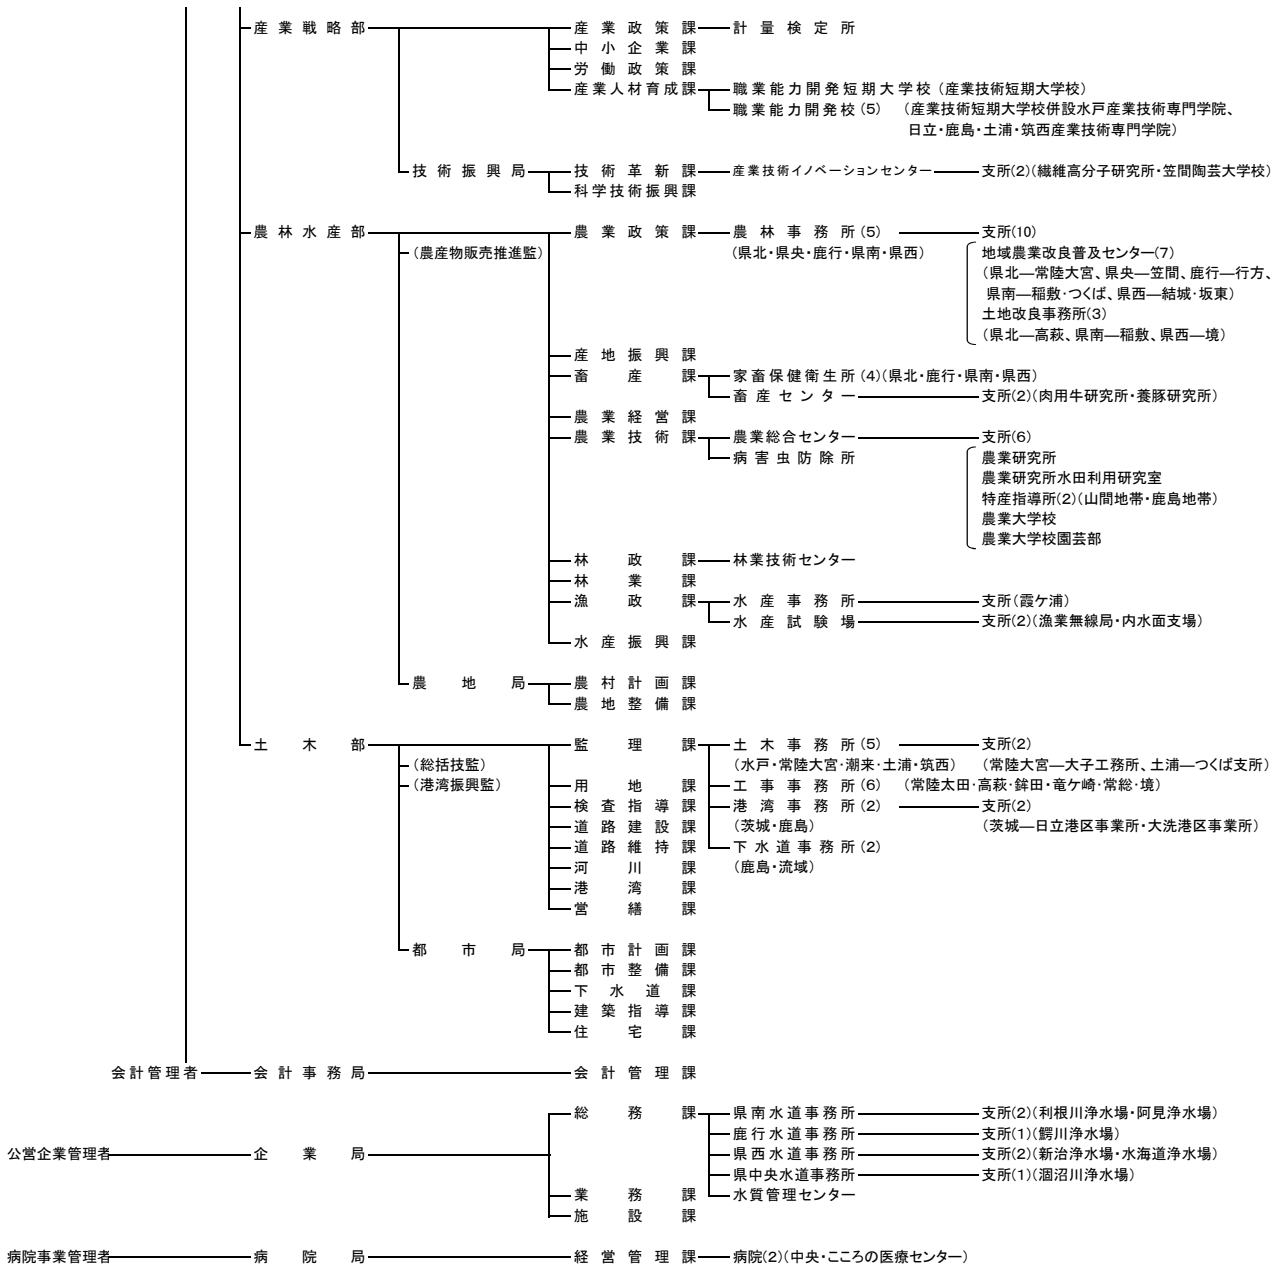 産業戦略部 産業政策課 計量検定所
中小企業課
労働政策課
産業人材育成課 職業能力開発短期大学校(産業技術短期大学校)
職業能力開発校(5) (産業技術短期大学校併設水戸産業技術専門学院、
日立・鹿島・土浦・筑西産業技術専門学院)
技術振興局 技術革新課 産業技術イノベーションセンター 支所(2)(繊維高分子研究所・笠間陶芸大学校)
科学技術振興課
農林水産部 農業政策課 農林事務所(5) 支所(10)
(農産物販売推進監) (県北・県央・鹿行・県南・県西) 地域農業改良普及センター(7)
(県北―常陸大宮、県央―笠間、鹿行―行方、
県南―稲敷・つくば、県西―結城・坂東)
土地改良事務所(3)
(県北―高萩、県南―稲敷、県西―境)
産地振興課
畜産課 家畜保健衛生所(4)(県北・鹿行・県南・県西)
畜産センター 支所(2)(肉用牛研究所・養豚研究所)
農業経営課
農業技術課 農業総合センター 支所(6)
病害虫防除所 農業研究所
農業研究所水田利用研究室
特産指導所(2)(山間地帯・鹿島地帯)
農業大学校
農業大学校園芸部
林政課 林業技術センター
林業課
漁政課 水産事務所 支所(霞ケ浦)
水産試験場 支所(2)(漁業無線局・内水面支場)
水産振興課
農地局 農村計画課
農地整備課
土木部 監理課 土木事務所(5) 支所(2)
(総括技監) (水戸・常陸大宮・潮来・土浦・筑西) (常陸大宮―大子工務所、土浦―つくば支所)
(港湾振興監) 用地課 工事事務所(6) (常陸太田・高萩・鉾田・竜ケ崎・常総・境)
検査指導課 港湾事務所(2) 支所(2)
道路建設課 (茨城・鹿島) (茨城―日立港区事業所・大洗港区事業所)
道路維持課 下水道事務所(2)
河川課 (鹿島・流域)
港湾課
営繕課
都市局 都市計画課
都市整備課
下水道課
建築指導課
住宅課
会計管理者 会計事務局 会計管理課
総務課 県南水道事務所 支所(2)(利根川浄水場・阿見浄水場)
鹿行水道事務所 支所(1)(鰐川浄水場)
公営企業管理者 企業局 県西水道事務所 支所(2)(新治浄水場・水海道浄水場)
県中央水道事務所 支所(1)(涸沼川浄水場)
業務課 水質管理センター
施設課
病院事業管理者 病院局 経営管理課 病院(2)(中央・こころの医療センター)